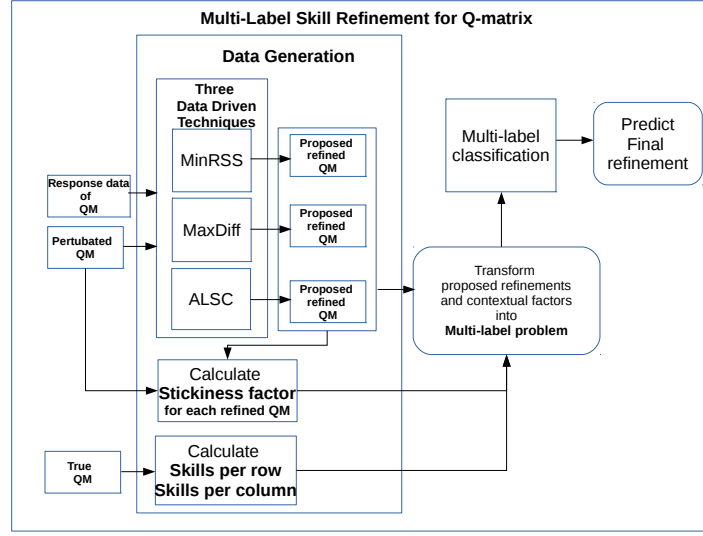 Multi-Label Skill Refinement for Q-matrix
Data Generation
Three
Data Driven
Techniques
MinRSS
MaxDiff
ALSC
Proposed
refined
QM
Proposed
refined
QM
Proposed
refined
QM
Response data
of
QM
Pertubated
QM
Calculate
Stickiness factor
for each refined QM
True
QM
Calculate
Skills per row
Skills per column
Multi-label
classification
Predict
Final
refinement
Transform
proposed refinements
and contextual factors
into
Multi-label problem